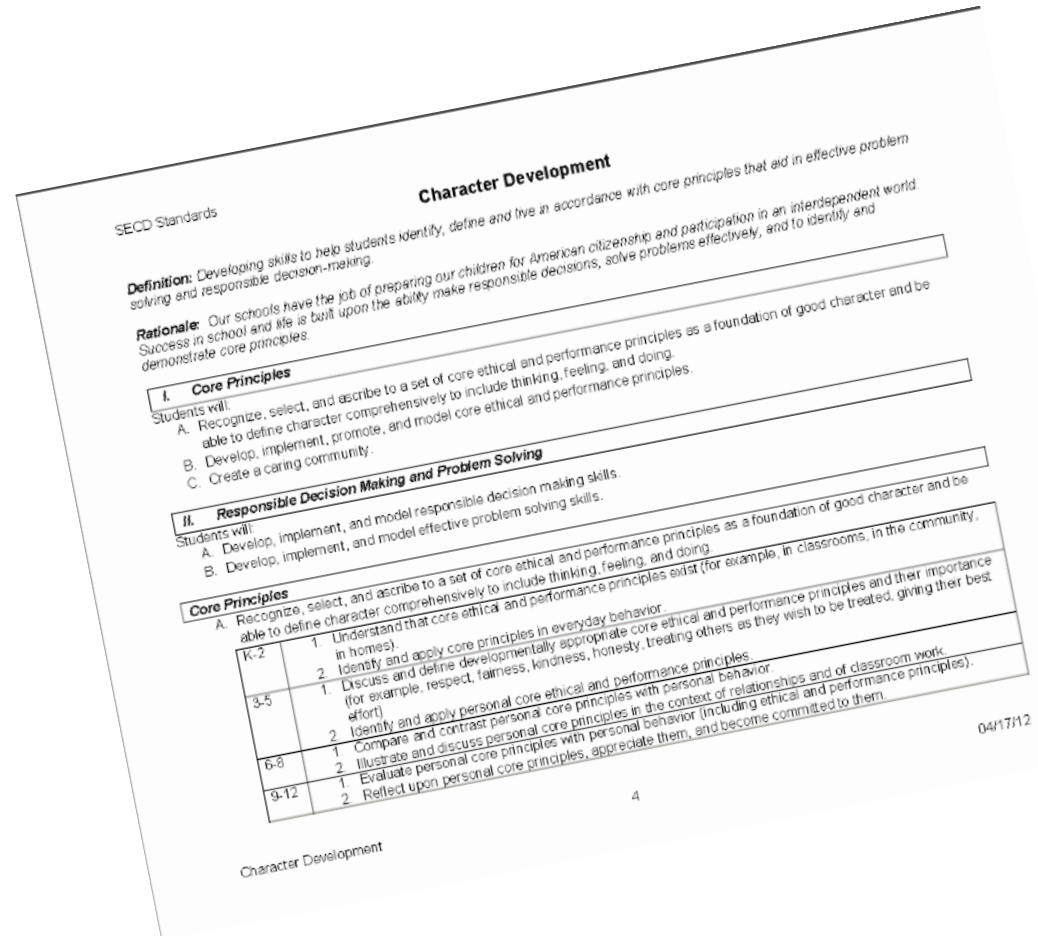 SECD Standards
Character Development
Definition: Developing skills to help students identify, define and live in accordance with core principles that aid in effective problem
solving and responsible decision-making.
Rationale: Our schools have the job of preparing our children for American citizenship and participation in an interdependent world.
Success in school and life is built upon the ability make responsible decisions, solve problems effectively, and to identify and
demonstrate core principles.
I. Core Principles
Students will:
A. Recognize, select, and ascribe to a set of core ethical and performance principles as a foundation of good character and be
able to define character comprehensively to include thinking, feeling, and doing.
B. Develop, implement, promote, and model core ethical and performance principles.
C. Create a caring community.
II. Responsible Decision Making and Problem Solving
Students will:
A. Develop, implement, and model responsible decision making skills.
B. Develop, implement, and model effective problem solving skills.
Core Principles
A. Recognize, select, and ascribe to a set of core ethical and performance principles as a foundation of good character and be
able to define character comprehensively to include thinking, feeling, and doing.
K-2 1. Understand that core ethical and performance principles exist (for example, in classrooms, in the community,
in homes).
2. Identify and apply core principles in everyday behavior.
3-5 1. Discuss and define developmentally appropriate core ethical and performance principles and their importance
(for example, respect, fairness, kindness, honesty, treating others as they wish to be treated, giving their best
effort)
2. Identify and apply personal core ethical and performance principles.
6-8 1. Compare and contrast personal core principles with personal behavior.
2. Illustrate and discuss personal core principles in the context of relationships and of classroom work.
9-12 1. Evaluate personal core principles with personal behavior (including ethical and performance principles).
2. Reflect upon personal core principles, appreciate them, and become committed to them.
Character Development
4
04/17/12